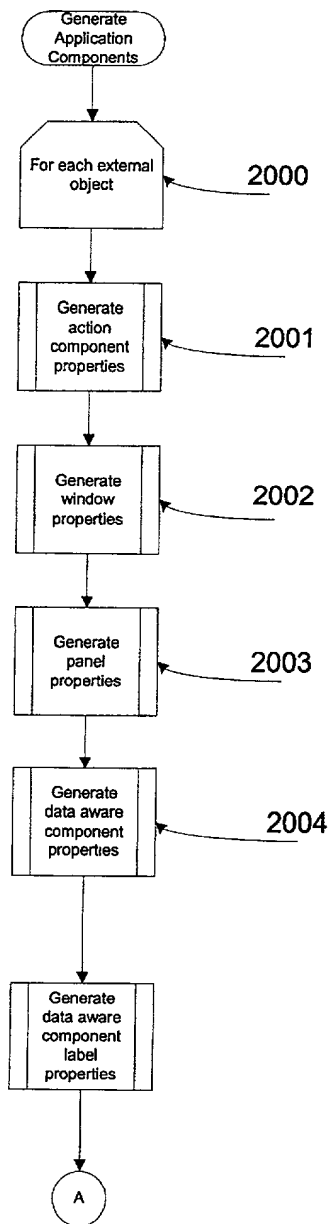 Generate
Application
Components
For each external
object
2000
Generate
action
component
properties
2001
Generate
window
properties
2002
Generate
panel
properties
2003
Generate
data aware
component
properties
2004
Generate
data aware
component
label
properties
A